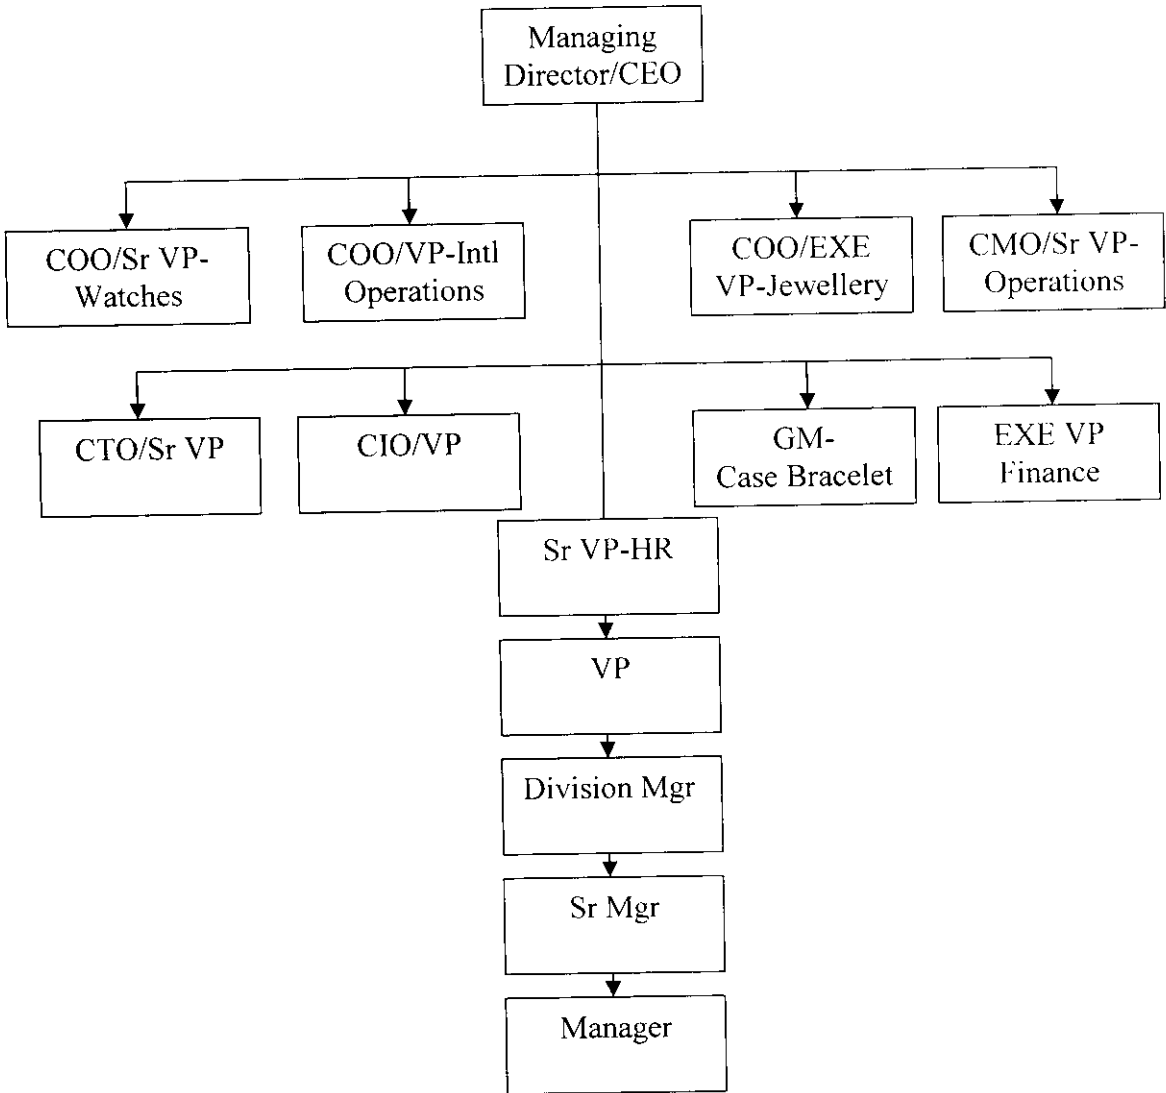 Managing
Director/CEO
COO/Sr VP-
Watches
COO/VP-Intl
Operations
COO/EXE
VP-Jewellery
CMO/Sr VP-
Operations
CTO/Sr VP
CIO/VP
GM-
Case Bracelet
EXE VP
Finance
Sr VP-HR
VP
Division Mgr
Sr Mgr
Manager